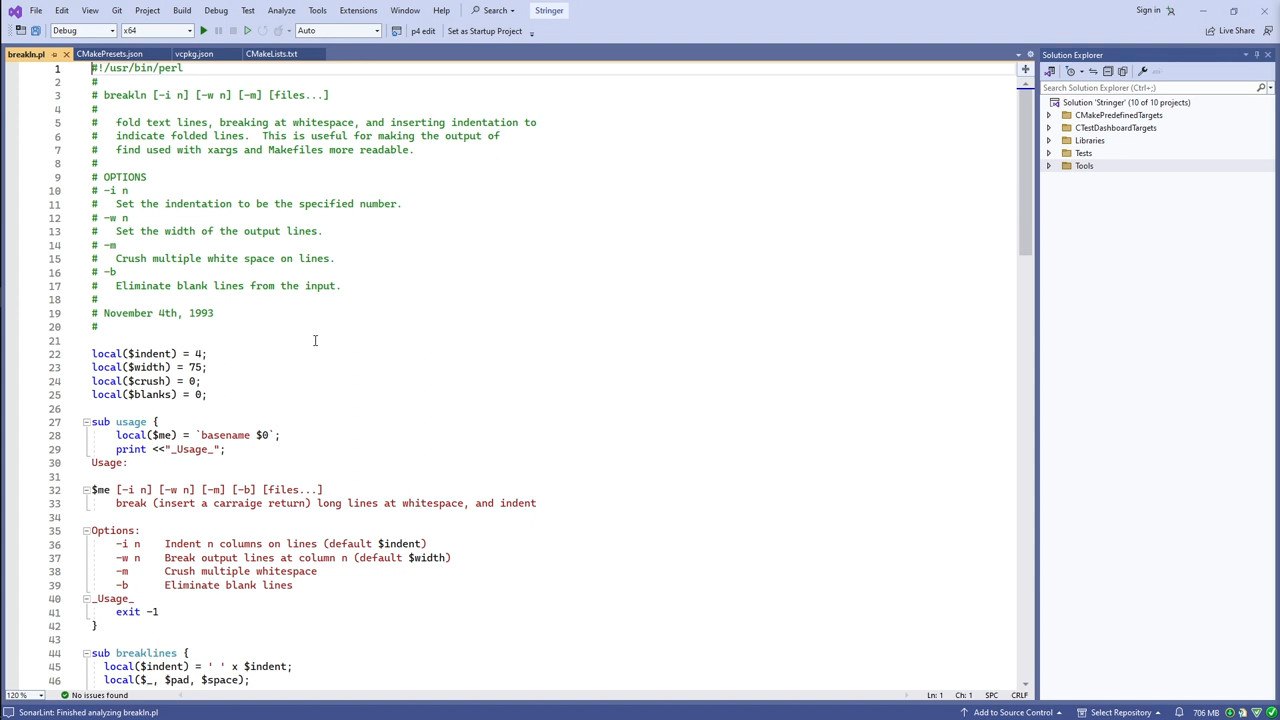 File Edit View Git Project Build Debug Test Analyze Tools Extensions Window Help Search Stringer Sign in
Debug x64 Auto p4 edit Set as Startup Project Live Share
breakln.pl CMakePresets.json vcpkg.json CMakeLists.txt
1 #!/usr/bin/perl
2 #
3 # breakln [-i n] [-w n] [-m] [files...]
4 #
5 #   fold text lines, breaking at whitespace, and inserting indentation to
6 #   indicate folded lines.  This is useful for making the output of
7 #   find used with xargs and Makefiles more readable.
8 #
9 # OPTIONS
10 # -i n
11 #   Set the indentation to be the specified number.
12 # -w n
13 #   Set the width of the output lines.
14 # -m
15 #   Crush multiple white space on lines.
16 # -b
17 #   Eliminate blank lines from the input.
18 #
19 # November 4th, 1993
20 #
21
22 local($indent) = 4;
23 local($width) = 75;
24 local($crush) = 0;
25 local($blanks) = 0;
26
27 sub usage {
28     local($me) = `basename $0`;
29     print <<"_Usage_";
30 Usage:
31
32 $me [-i n] [-w n] [-m] [-b] [files...]
33     break (insert a carraige return) long lines at whitespace, and indent
34
35 Options:
36     -i n    Indent n columns on lines (default $indent)
37     -w n    Break output lines at column n (default $width)
38     -m      Crush multiple whitespace
39     -b      Eliminate blank lines
40 _Usage_
41     exit -1
42 }
43
44 sub breaklines {
45   local($indent) = ' ' x $indent;
46   local($_, $pad, $space);
120 % No issues found Ln: 1 Ch: 1 SPC CRLF
Solution Explorer
Search Solution Explorer (Ctrl+;)
Solution 'Stringer' (10 of 10 projects)
CMakePredefinedTargets
CTestDashboardTargets
Libraries
Tests
Tools
SonarLint: Finished analyzing breakln.pl Add to Source Control Select Repository 706 MB